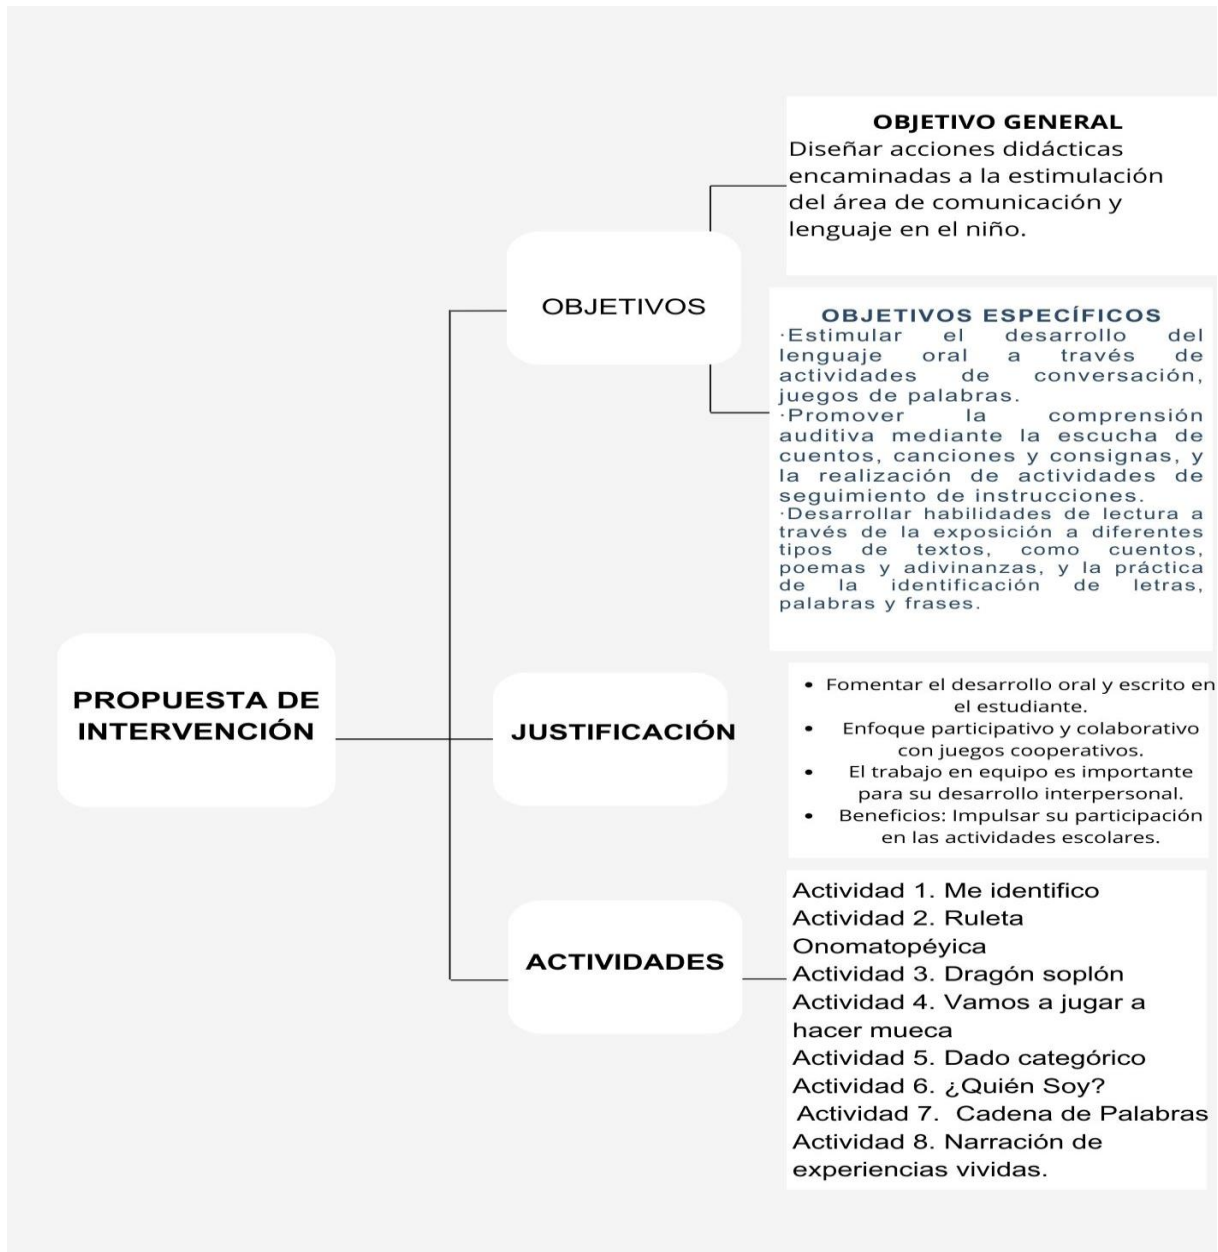 OBJETIVO GENERAL
Diseñar acciones didácticas
encaminadas a la estimulación
del área de comunicación y
lenguaje en el niño.
OBJETIVOS
OBJETIVOS ESPECÍFICOS
·Estimular el desarrollo del
lenguaje oral a través de
actividades de conversación,
juegos de palabras.
·Promover la comprensión
auditiva mediante la escucha de
cuentos, canciones y consignas, y
la realización de actividades de
seguimiento de instrucciones.
·Desarrollar habilidades de lectura a
través de la exposición a diferentes
tipos de textos, como cuentos,
poemas y adivinanzas, y la práctica
de la identificación de letras,
palabras y frases.
PROPUESTA DE
INTERVENCIÓN
JUSTIFICACIÓN
• Fomentar el desarrollo oral y escrito en
el estudiante.
• Enfoque participativo y colaborativo
con juegos cooperativos.
• El trabajo en equipo es importante
para su desarrollo interpersonal.
• Beneficios: Impulsar su participación
en las actividades escolares.
ACTIVIDADES
Actividad 1. Me identifico
Actividad 2. Ruleta
Onomatopéyica
Actividad 3. Dragón soplón
Actividad 4. Vamos a jugar a
hacer mueca
Actividad 5. Dado categórico
Actividad 6. ¿Quién Soy?
Actividad 7. Cadena de Palabras
Actividad 8. Narración de
experiencias vividas.